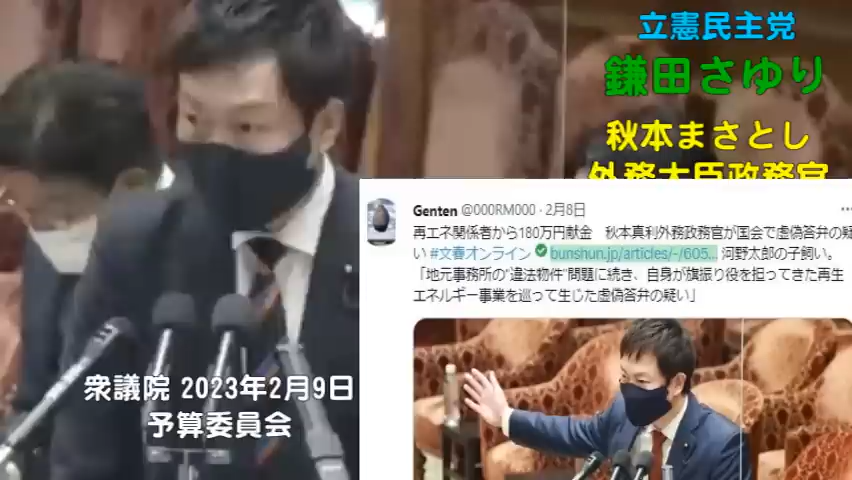 立憲民主党
鎌田さゆり
秋本まさとし
外務大臣政務官
Genten @000RM000 · 2月8日
再エネ関係者から180万円献金 秋本真利外務政務官が国会で虚偽答弁の疑
い #文春オンライン bunshun.jp/articles/-/605... 河野太郎の子飼い。
「地元事務所の“違法物件”問題に続き、自身が旗振り役を担ってきた再生
エネルギー事業を巡って生じた虚偽答弁の疑い」
衆議院 2023年2月9日
予算委員会